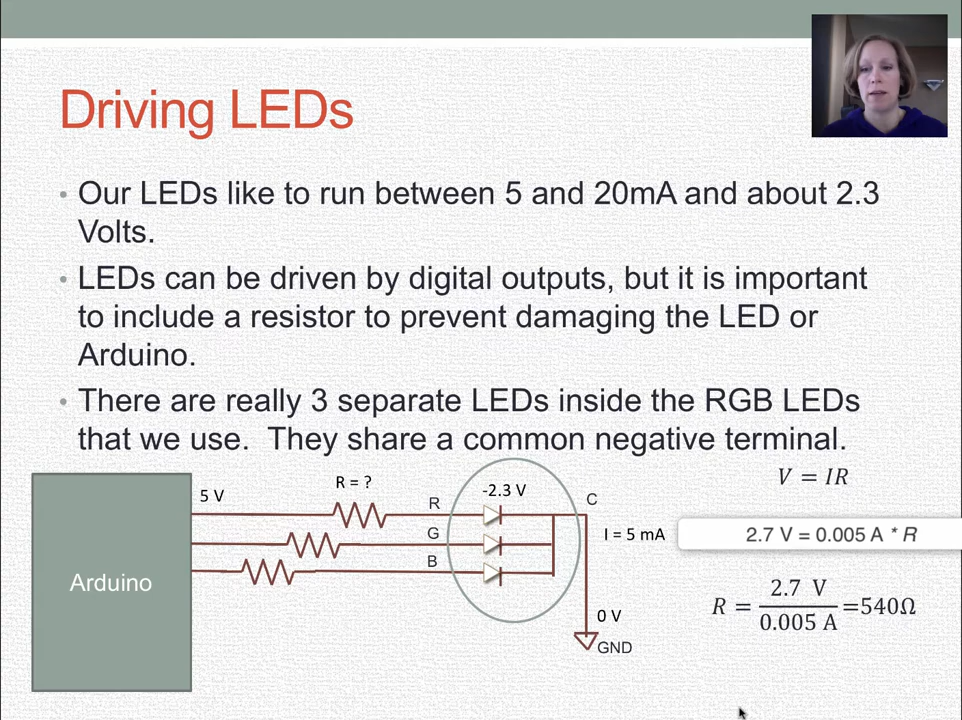 Driving LEDs
• Our LEDs like to run between 5 and 20mA and about 2.3
Volts.
• LEDs can be driven by digital outputs, but it is important
to include a resistor to prevent damaging the LED or
Arduino.
• There are really 3 separate LEDs inside the RGB LEDs
that we use. They share a common negative terminal.
5 V
R = ?
R
-2.3 V
C
G
I = 5 mA
B
Arduino
0 V
GND
V = IR
2.7 V = 0.005 A * R
R = 2.7 V / 0.005 A =540Ω